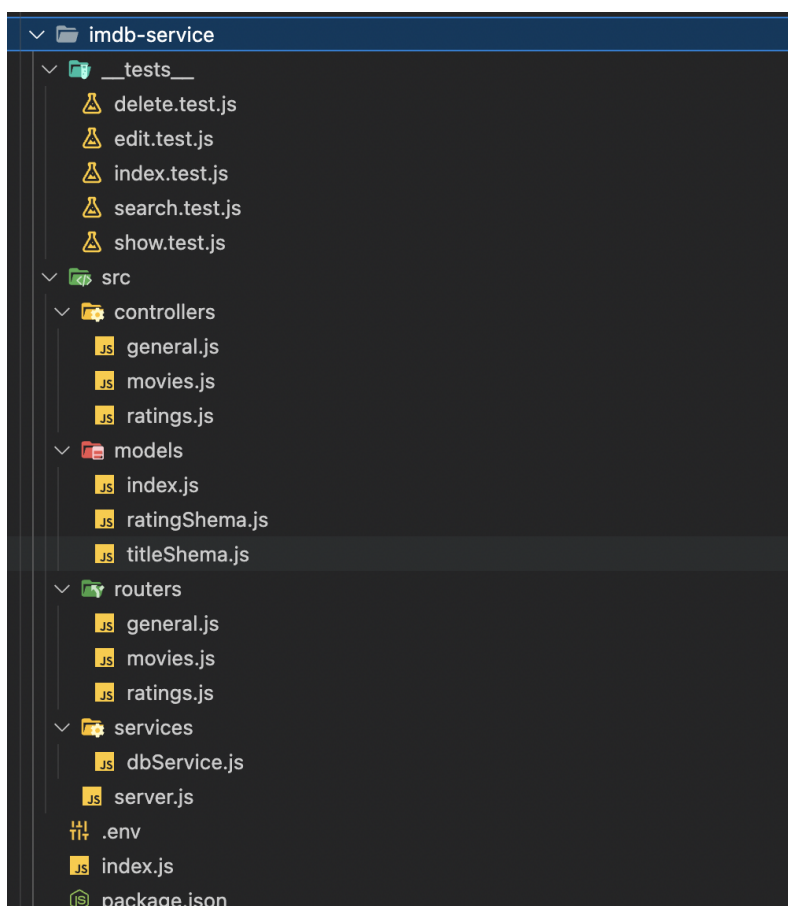 imdb-service
__tests__
delete.test.js
edit.test.js
index.test.js
search.test.js
show.test.js
src
controllers
JS general.js
JS movies.js
JS ratings.js
models
JS index.js
JS ratingShema.js
JS titleShema.js
routers
JS general.js
JS movies.js
JS ratings.js
services
JS dbService.js
JS server.js
.env
JS index.js
JS package.json